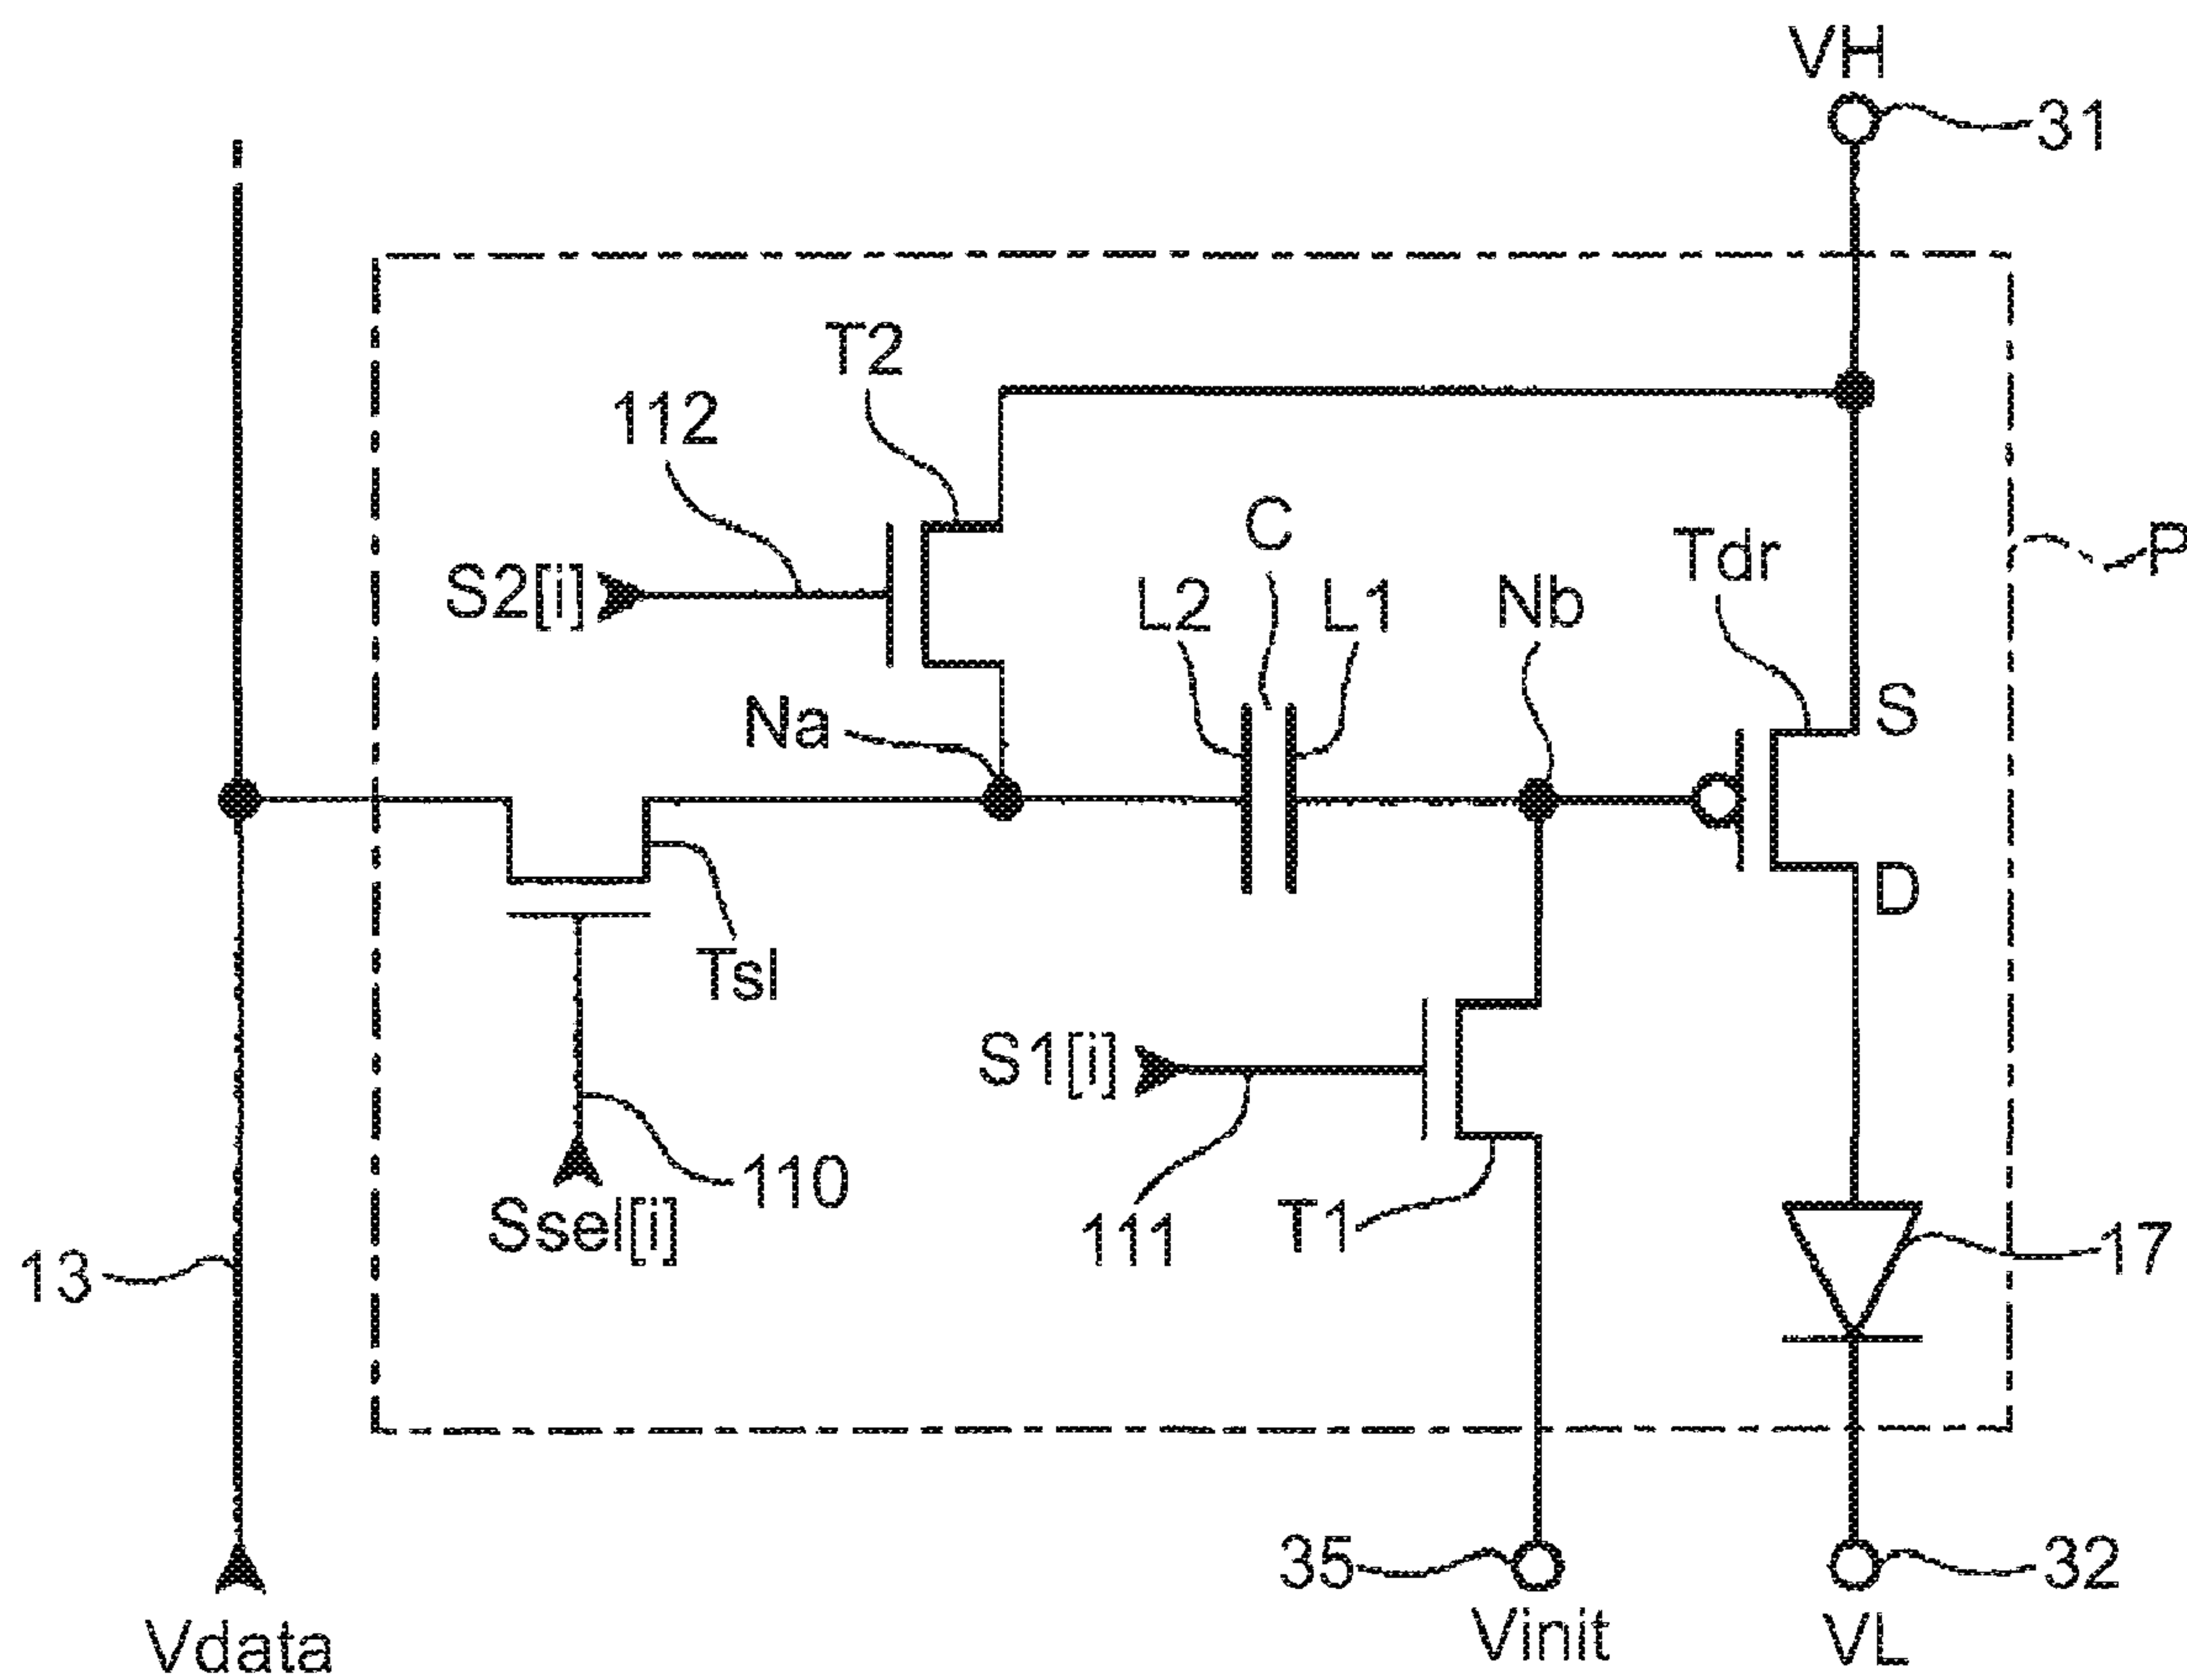 VH
31
T2
112
C
Tdr
P
S2[i]
L2
L1
Nb
Na
S
D
Tsl
S1[i]
110
Ssel[i]
111
T1
17
13
35
32
Vdata
Vinit
VL